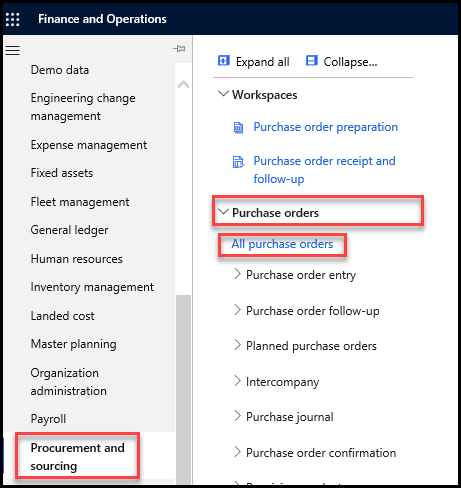 Finance and Operations
Demo data
Engineering change
management
Expense management
Fixed assets
Fleet management
General ledger
Human resources
Inventory management
Landed cost
Master planning
Organization
administration
Payroll
Procurement and
sourcing
Expand all
Collapse...
Workspaces
Purchase order preparation
Purchase order receipt and
follow-up
Purchase orders
All purchase orders
Purchase order entry
Purchase order follow-up
Planned purchase orders
Intercompany
Purchase journal
Purchase order confirmation